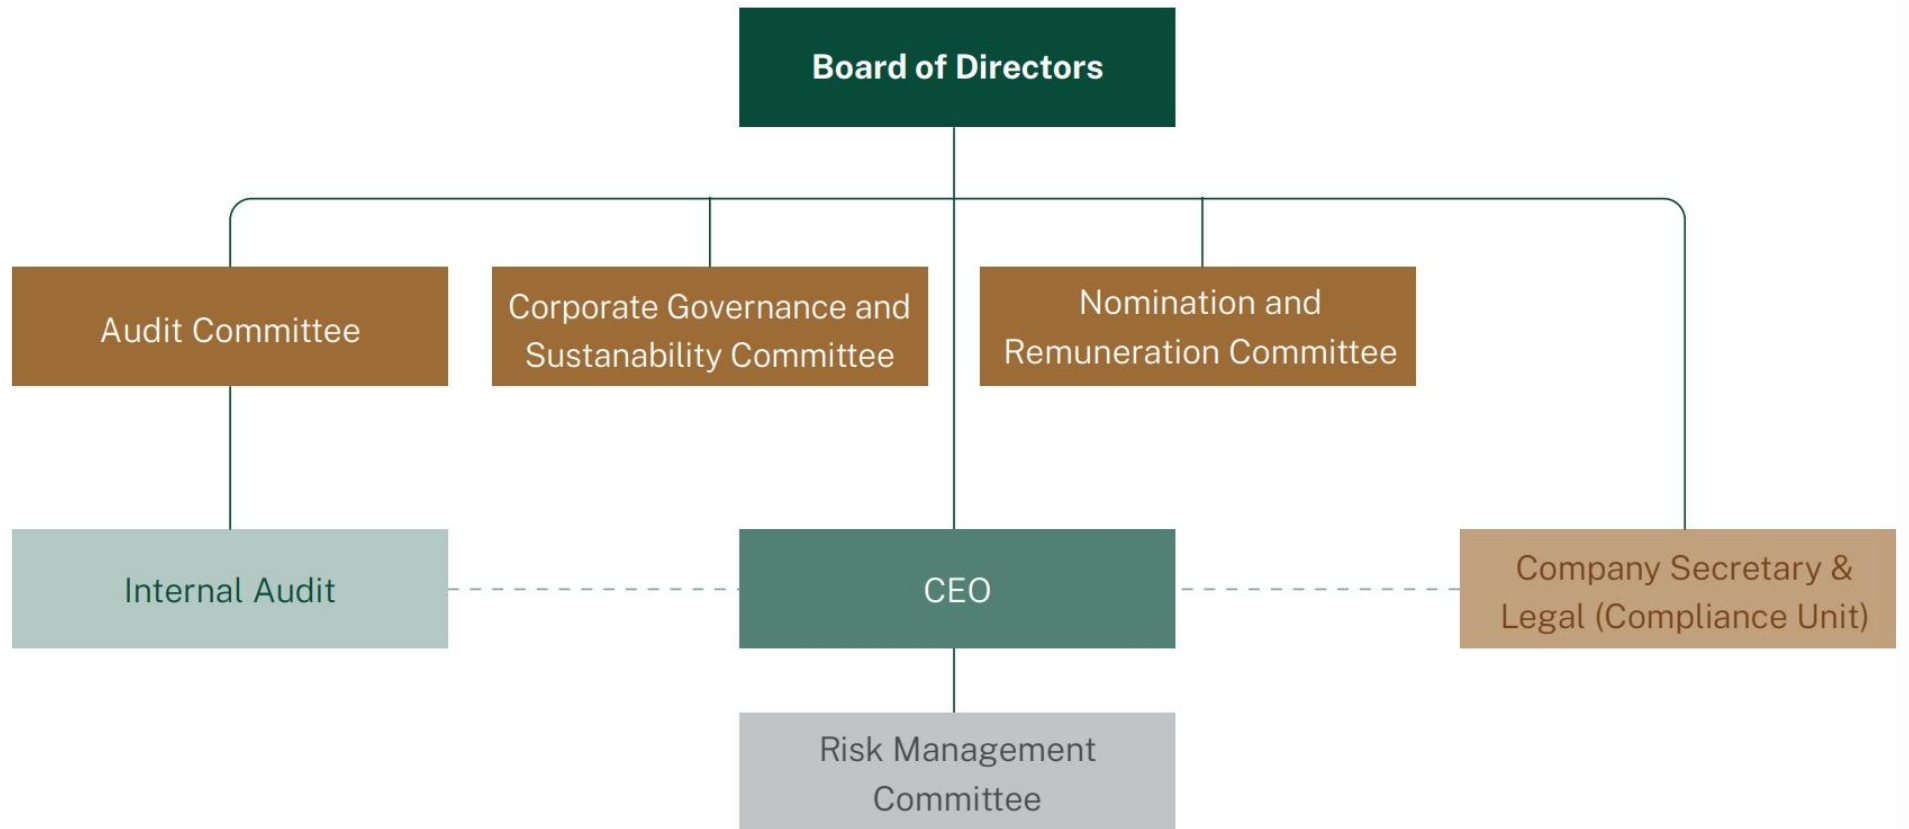 Board of Directors
Audit Committee
Corporate Governance and
Sustanability Committee
Nomination and
Remuneration Committee
Internal Audit
CEO
Company Secretary &
Legal (Compliance Unit)
Risk Management
Committee